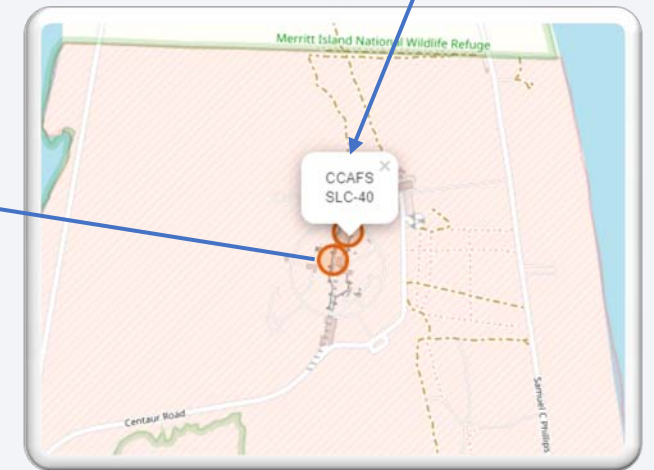 Merritt Island National Wildlife Refuge
CCAFS
SLC-40
Centaur Road
Samuel C Phillips